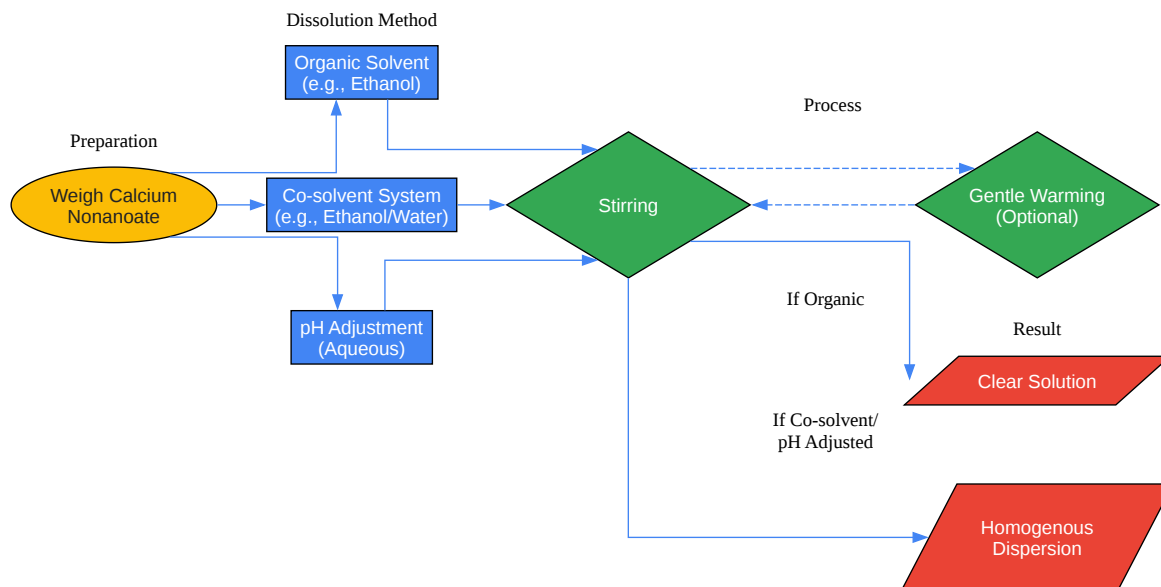 Dissolution Method
Organic Solvent
(e.g., Ethanol)
Process
Preparation
Weigh Calcium
Nonanoate
Co-solvent System
(e.g., Ethanol/Water)
Stirring
Gentle Warming
(Optional)
pH Adjustment
(Aqueous)
If Organic
Result
Clear Solution
If Co-solvent/
pH Adjusted
Homogenous
Dispersion